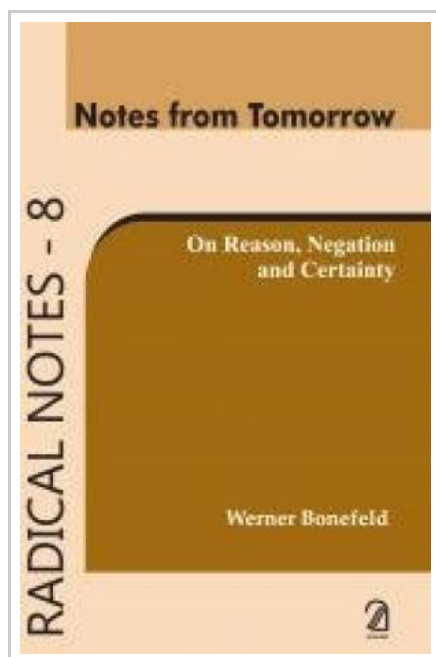 Notes from Tomorrow
On Reason, Negation
and Certainty
Werner Bonefeld
RADICAL NOTES - 8